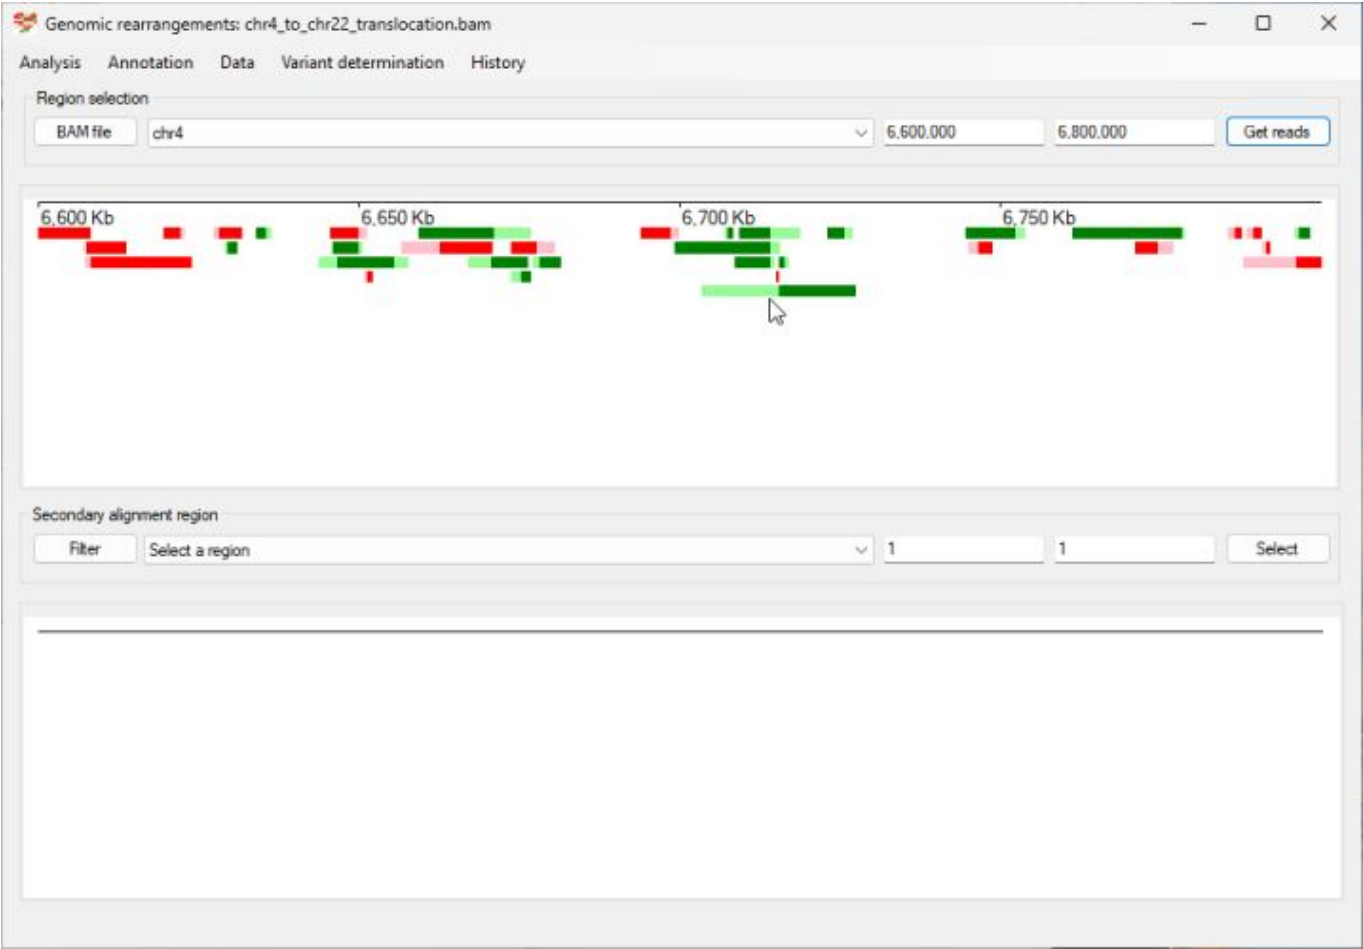 Genomic rearrangements: chr4_to_chr22_translocation.bam
Analysis Annotation Data Variant determination History
Region selection
BAM file chr4 6,600,000 6,800,000 Get reads
6,600 Kb 6,650 Kb 6,700 Kb 6,750 Kb
Secondary alignment region
Filter Select a region 1 1 Select